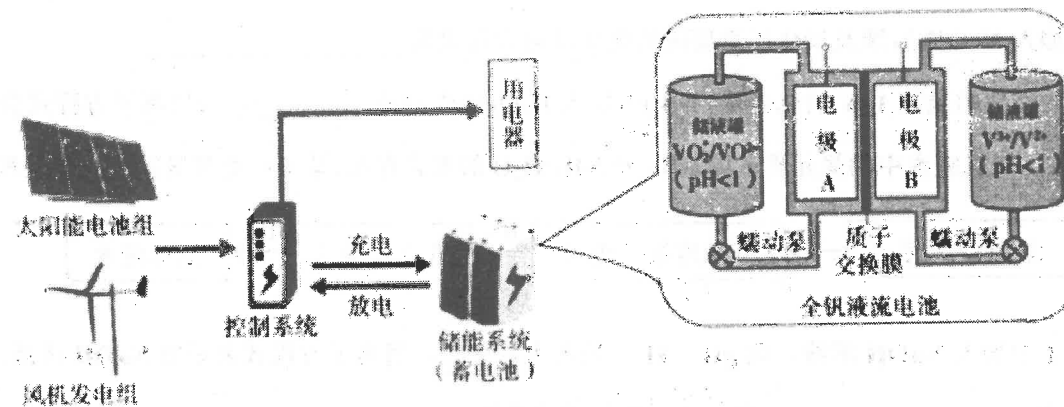 太阳能电池组
风机发电组
控制系统
充电
放电
用电器
储能系统
(蓄电池)
储液罐
VO₂⁺/VO²⁺
(pH<1)
电极A
电极B
储液罐
V³⁺/V²⁺
(pH<1)
蠕动泵
质子
交换膜
蠕动泵
全钒液流电池